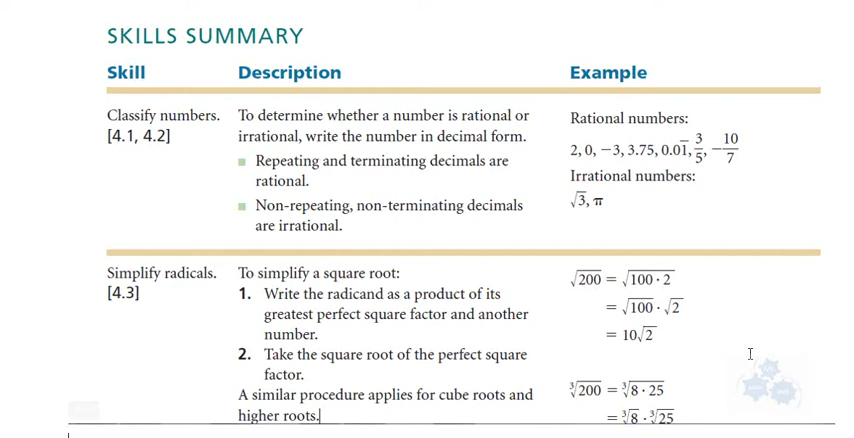 SKILLS SUMMARY
Skill Description Example
Classify numbers.
[4.1, 4.2]
To determine whether a number is rational or
irrational, write the number in decimal form.
■ Repeating and terminating decimals are
rational.
■ Non-repeating, non-terminating decimals
are irrational.
Rational numbers:
2, 0, −3, 3.75, 0.01̅, 3/5, −10/7
Irrational numbers:
√3, π
Simplify radicals.
[4.3]
To simplify a square root:
1. Write the radicand as a product of its
greatest perfect square factor and another
number.
2. Take the square root of the perfect square
factor.
A similar procedure applies for cube roots and
higher roots.
√200 = √100 · 2
= √100 · √2
= 10√2
∛200 = ∛8 · 25
= ∛8 · ∛25